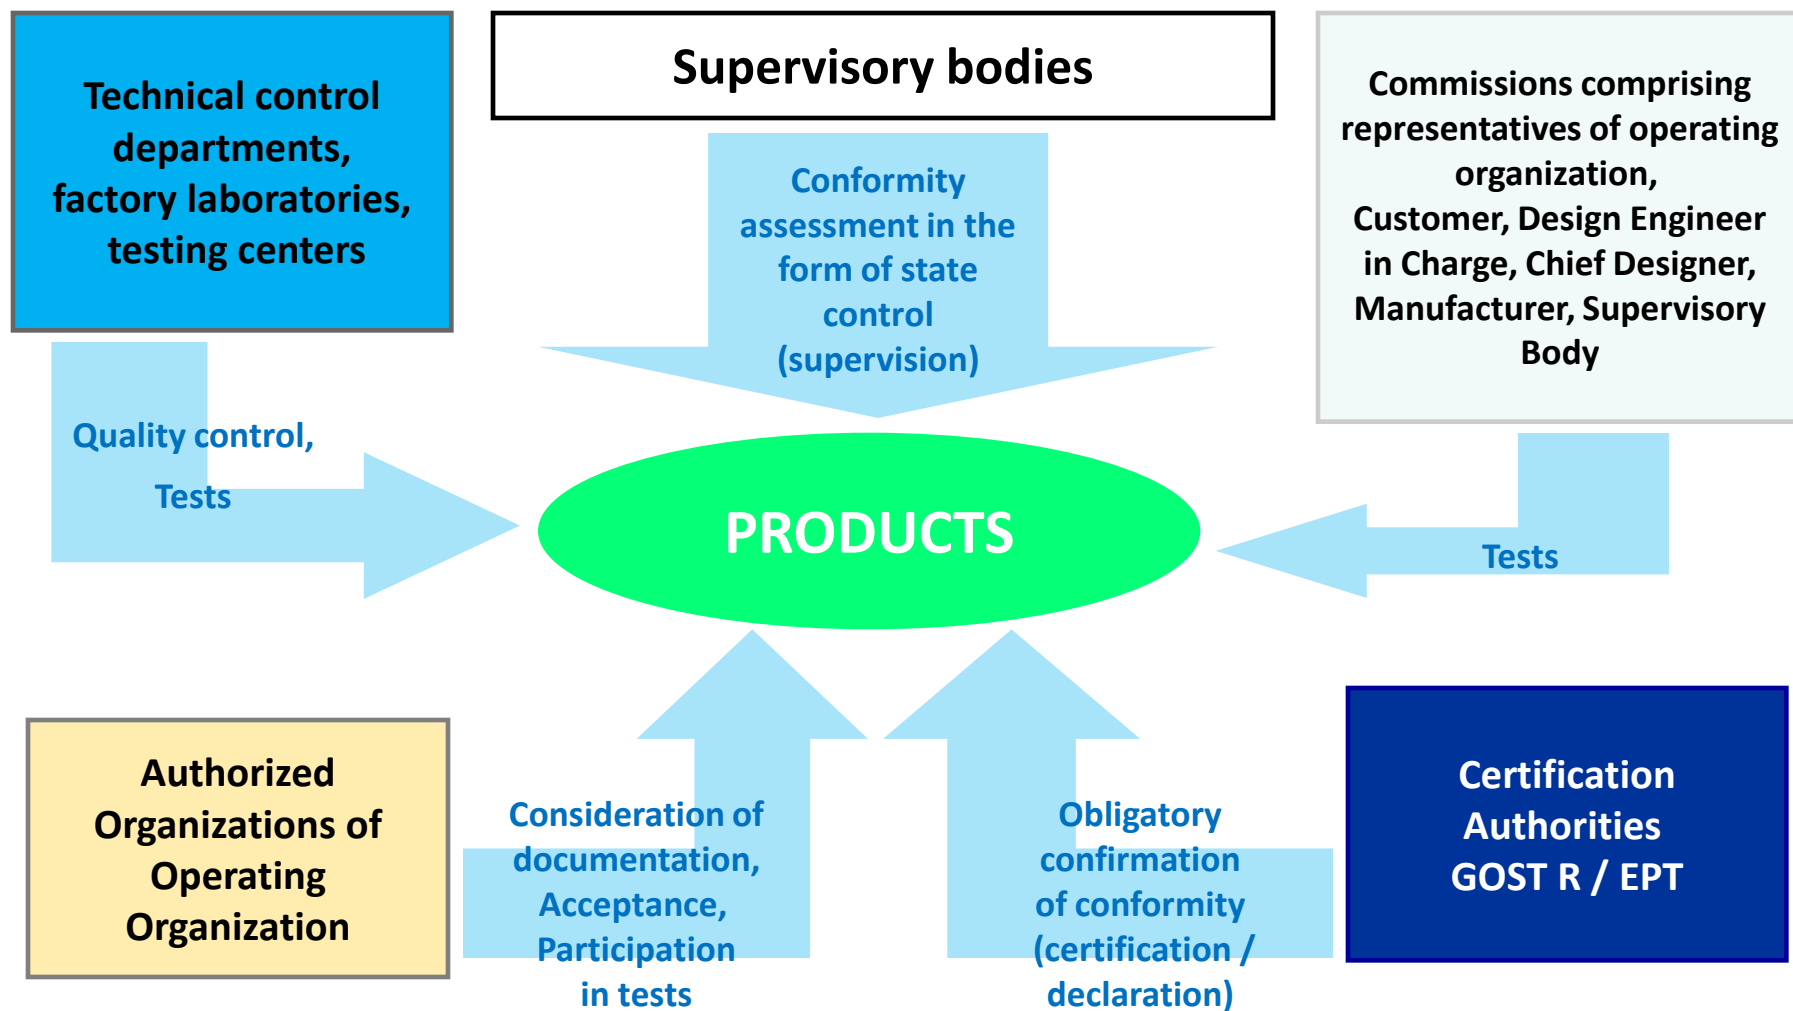 Technical control
departments,
factory laboratories,
testing centers
Supervisory bodies
Commissions comprising
representatives of operating
organization,
Customer, Design Engineer
in Charge, Chief Designer,
Manufacturer, Supervisory
Body
Conformity
assessment in the
form of state
control
(supervision)
Quality control,
Tests
PRODUCTS
Tests
Authorized
Organizations of
Operating
Organization
Consideration of
documentation,
Acceptance,
Participation
in tests
Obligatory
confirmation
of conformity
(certification /
declaration)
Certification
Authorities
GOST R / EPT